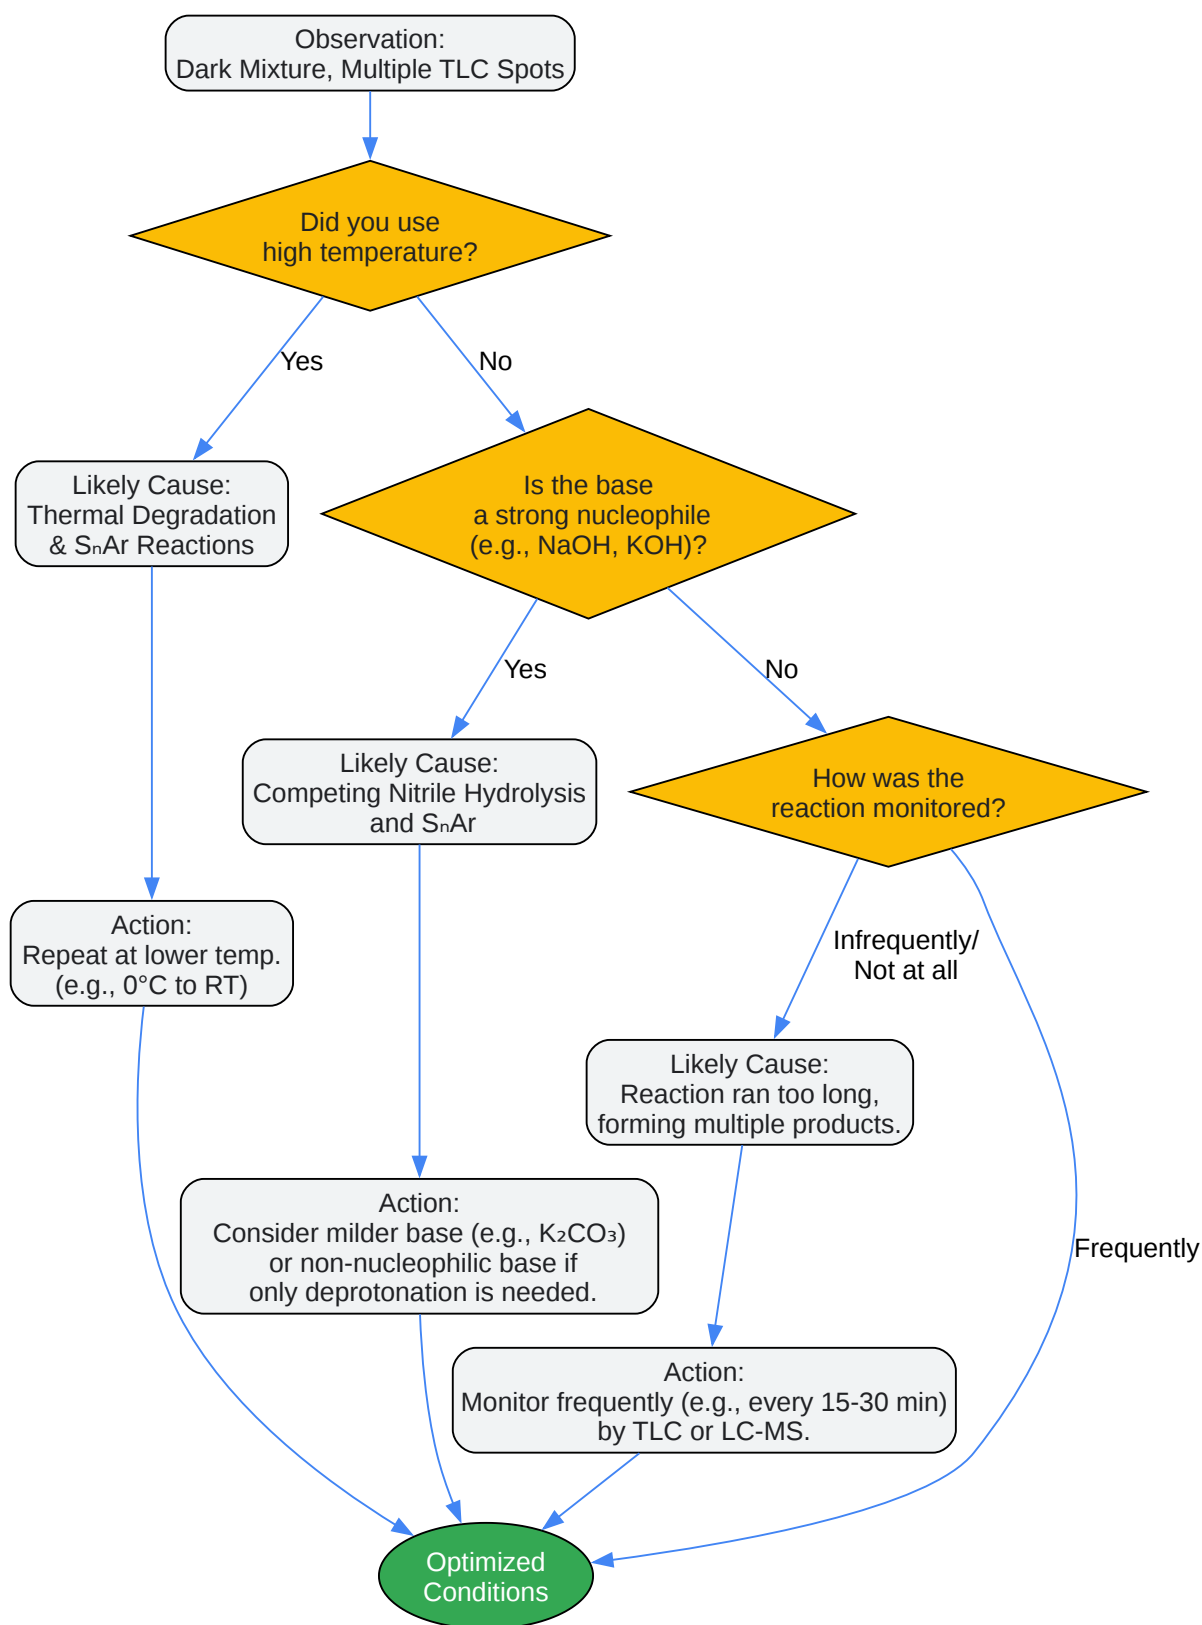 Observation:
Dark Mixture, Multiple TLC Spots
Did you use
high temperature?
Yes
No
Likely Cause:
Thermal Degradation
& SₙAr Reactions
Is the base
a strong nucleophile
(e.g., NaOH, KOH)?
Yes
No
Likely Cause:
Competing Nitrile Hydrolysis
and SₙAr
How was the
reaction monitored?
Action:
Repeat at lower temp.
(e.g., 0°C to RT)
Infrequently/
Not at all
Likely Cause:
Reaction ran too long,
forming multiple products.
Action:
Consider milder base (e.g., K₂CO₃)
or non-nucleophilic base if
only deprotonation is needed.
Frequently
Action:
Monitor frequently (e.g., every 15-30 min)
by TLC or LC-MS.
Optimized
Conditions